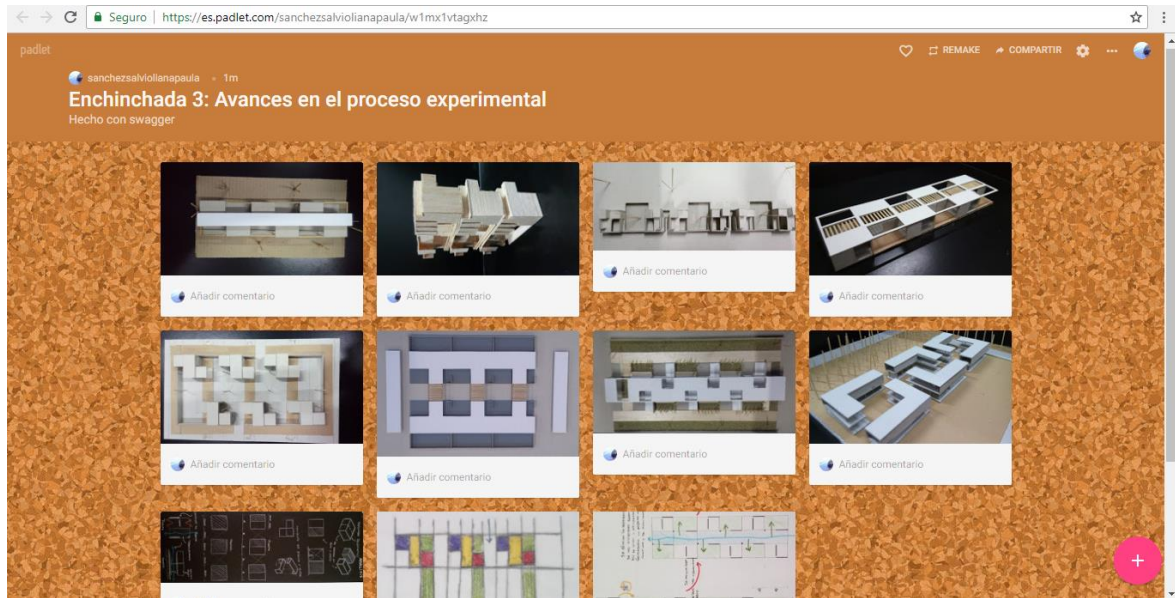 Seguro
https://es.padlet.com/sanchezsalviolianapaula/w1mx1vtagxhz
padlet
REMAKE
COMPARTIR
sanchezsalviolianapaula • 1m
Enchinchada 3: Avances en el proceso experimental
Hecho con swagger
Añadir comentario
Añadir comentario
Añadir comentario
Añadir comentario
Añadir comentario
Añadir comentario
Añadir comentario
Añadir comentario